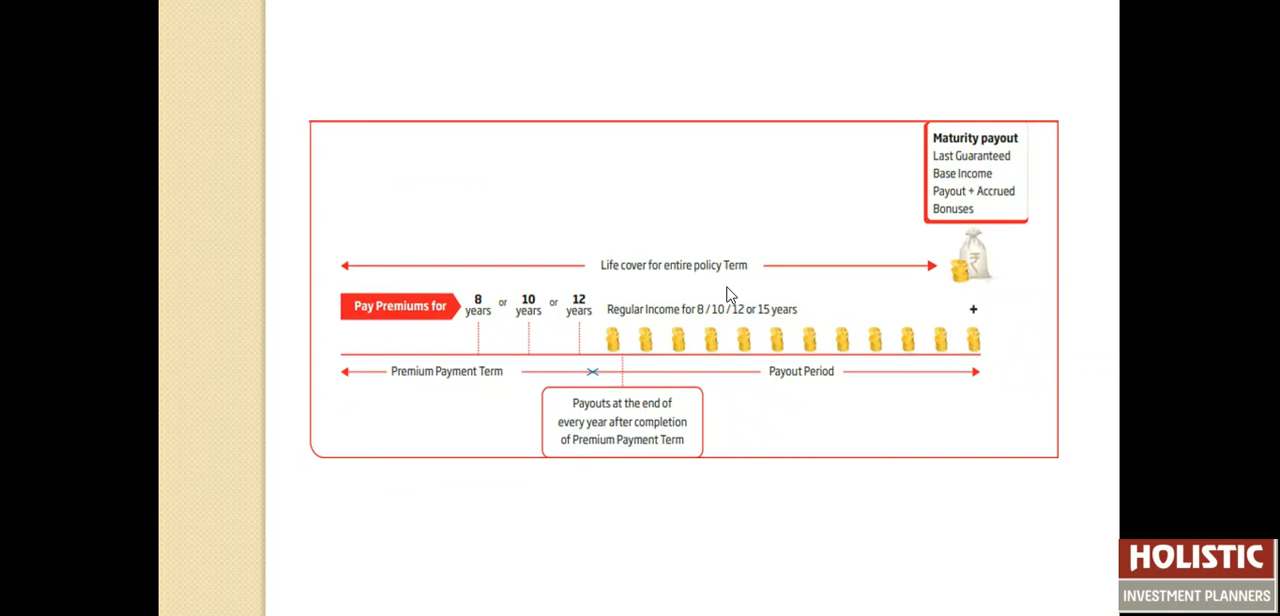 Maturity payout
Last Guaranteed
Base Income
Payout + Accrued
Bonuses
Life cover for entire policy Term
₹
Pay Premiums for
8 years or 10 years or 12 years
Regular Income for 8 / 10 / 12 or 15 years
+
Premium Payment Term
Payout Period
Payouts at the end of
every year after completion
of Premium Payment Term
HOLISTIC
INVESTMENT PLANNERS